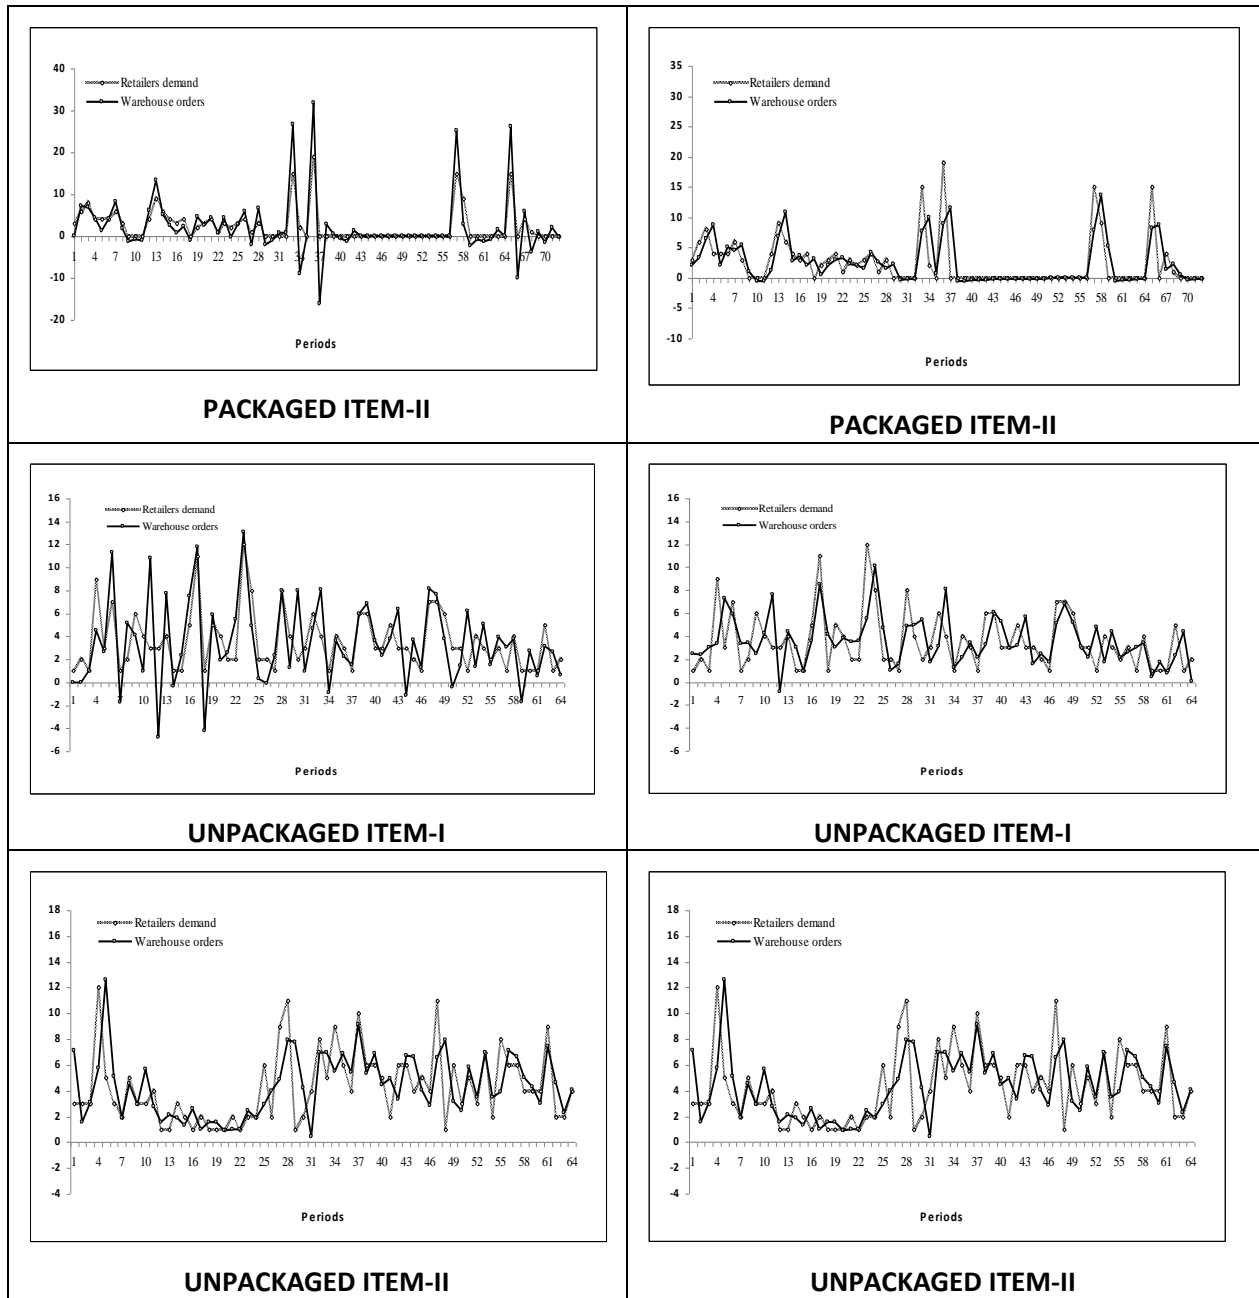 40
30
20
10
0
-10
-20
Retailers demand
Warehouse orders
1 4 7 10 13 16 19 22 25 28 31 34 37 40 43 46 49 52 55 58 61 64 67 70
Periods
PACKAGED ITEM-II
35
30
25
20
15
10
5
0
-5
-10
Retailers demand
Warehouse orders
1 4 7 10 13 16 19 22 25 28 31 34 37 40 43 46 49 52 55 58 61 64 67 70
Periods
PACKAGED ITEM-II
16
14
12
10
8
6
4
2
0
-2
-4
-6
Retailers demand
Warehouse orders
1 4 7 10 13 16 19 22 25 28 31 34 37 40 43 46 49 52 55 58 61 64
Periods
UNPACKAGED ITEM-I
16
14
12
10
8
6
4
2
0
-2
-4
-6
Retailers demand
Warehouse orders
1 4 7 10 13 16 19 22 25 28 31 34 37 40 43 46 49 52 55 58 61 64
Periods
UNPACKAGED ITEM-I
18
16
14
12
10
8
6
4
2
0
-2
-4
Retailers demand
Warehouse orders
1 4 7 10 13 16 19 22 25 28 31 34 37 40 43 46 49 52 55 58 61 64
Periods
UNPACKAGED ITEM-II
18
16
14
12
10
8
6
4
2
0
-2
-4
Retailers demand
Warehouse orders
1 4 7 10 13 16 19 22 25 28 31 34 37 40 43 46 49 52 55 58 61 64
Periods
UNPACKAGED ITEM-II